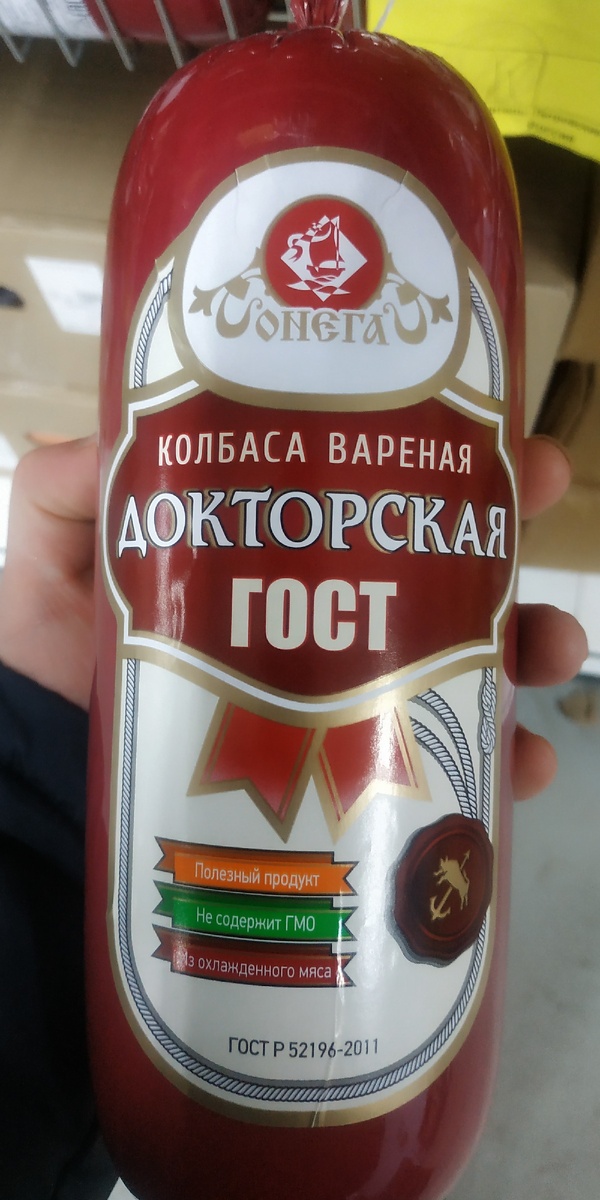 ОНЕГА
КОЛБАСА ВАРЕНАЯ
ДОКТОРСКАЯ
ГОСТ
Полезный продукт
Не содержит ГМО
Из охлажденного мяса
ГОСТ Р 52196-2011